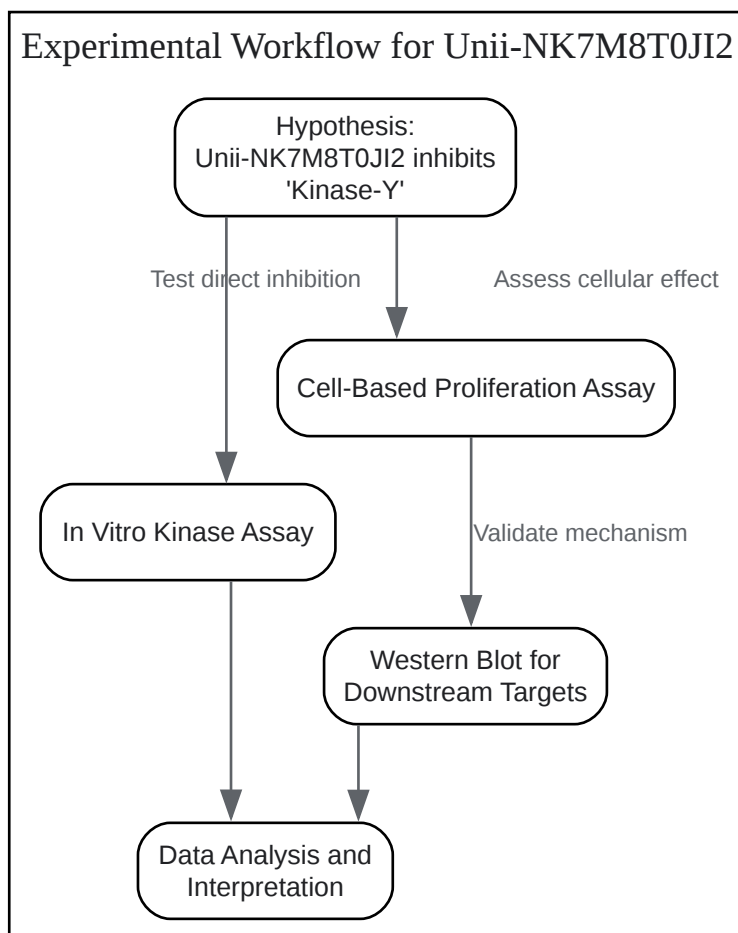 Experimental Workflow for Unii-NK7M8T0JI2
Hypothesis:
Unii-NK7M8T0JI2 inhibits
'Kinase-Y'
Test direct inhibition
Assess cellular effect
Cell-Based Proliferation Assay
In Vitro Kinase Assay
Validate mechanism
Western Blot for
Downstream Targets
Data Analysis and
Interpretation